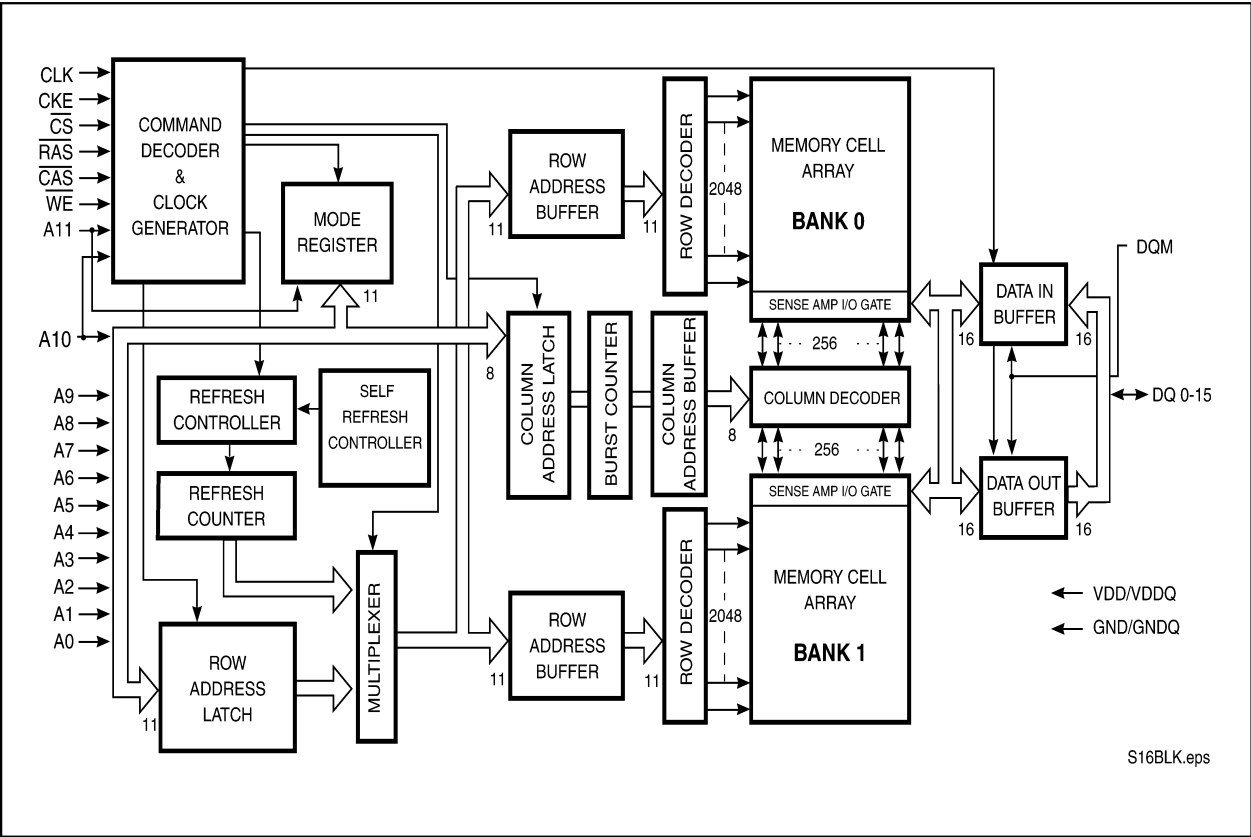 CLK
CKE
CS
RAS
CAS
WE
A11
A10
A9
A8
A7
A6
A5
A4
A3
A2
A1
A0
COMMAND
DECODER
&
CLOCK
GENERATOR
MODE
REGISTER
11
REFRESH
CONTROLLER
SELF
REFRESH
CONTROLLER
REFRESH
COUNTER
ROW
ADDRESS
LATCH
11
MULTIPLEXER
ROW
ADDRESS
BUFFER
11
11
ROW DECODER
2048
MEMORY CELL
ARRAY
BANK 0
SENSE AMP I/O GATE
256
COLUMN
ADDRESS LATCH
8
BURST COUNTER
COLUMN
ADDRESS BUFFER
8
COLUMN DECODER
256
SENSE AMP I/O GATE
MEMORY CELL
ARRAY
BANK 1
ROW
ADDRESS
BUFFER
11
11
ROW DECODER
2048
DQM
DATA IN
BUFFER
16
16
DQ 0-15
DATA OUT
BUFFER
16
16
VDD/VDDQ
GND/GNDQ
S16BLK.eps